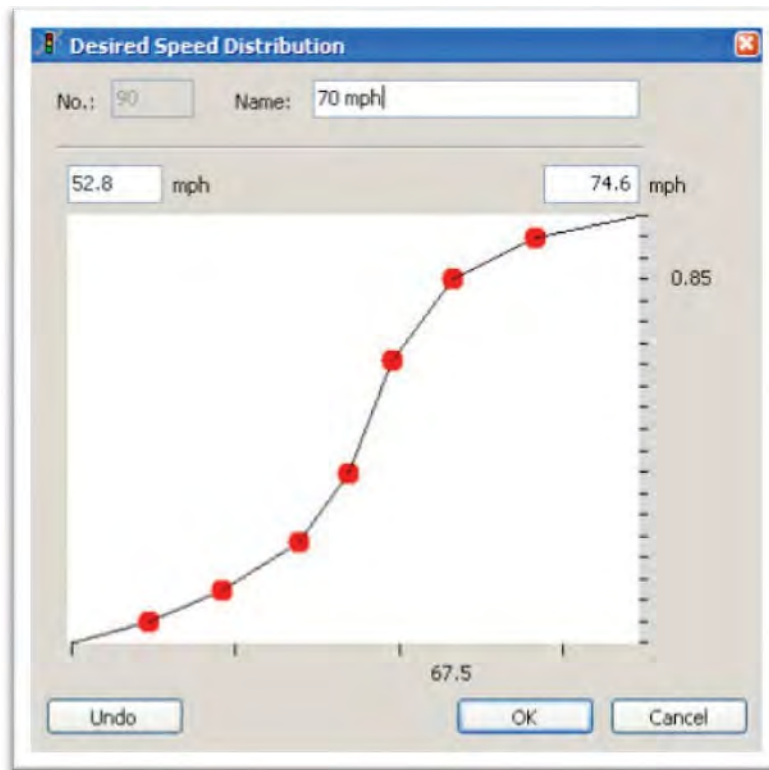 Desired Speed Distribution
No.: 90 Name: 70 mph
52.8 mph 74.6 mph
0.85
67.5
Undo OK Cancel